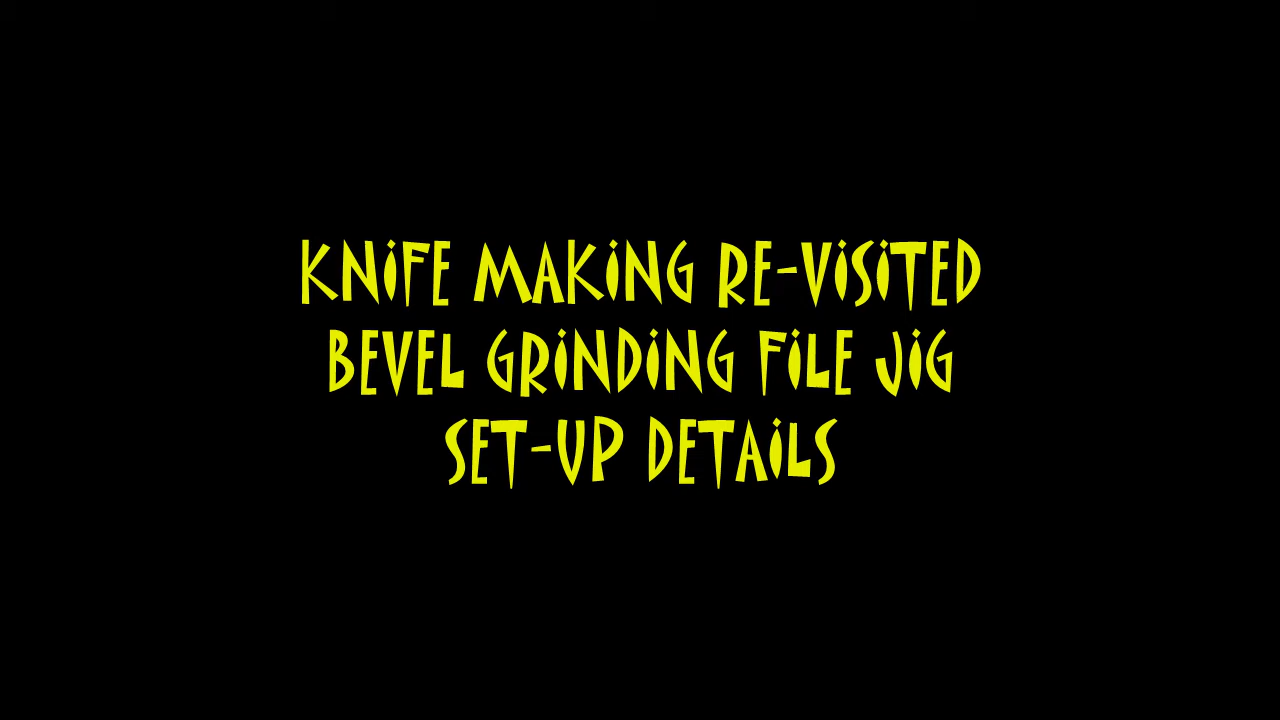 KNIFE MAKING RE-VISITED
BEVEL GRINDING FILE JIG
SET-UP DETAILS